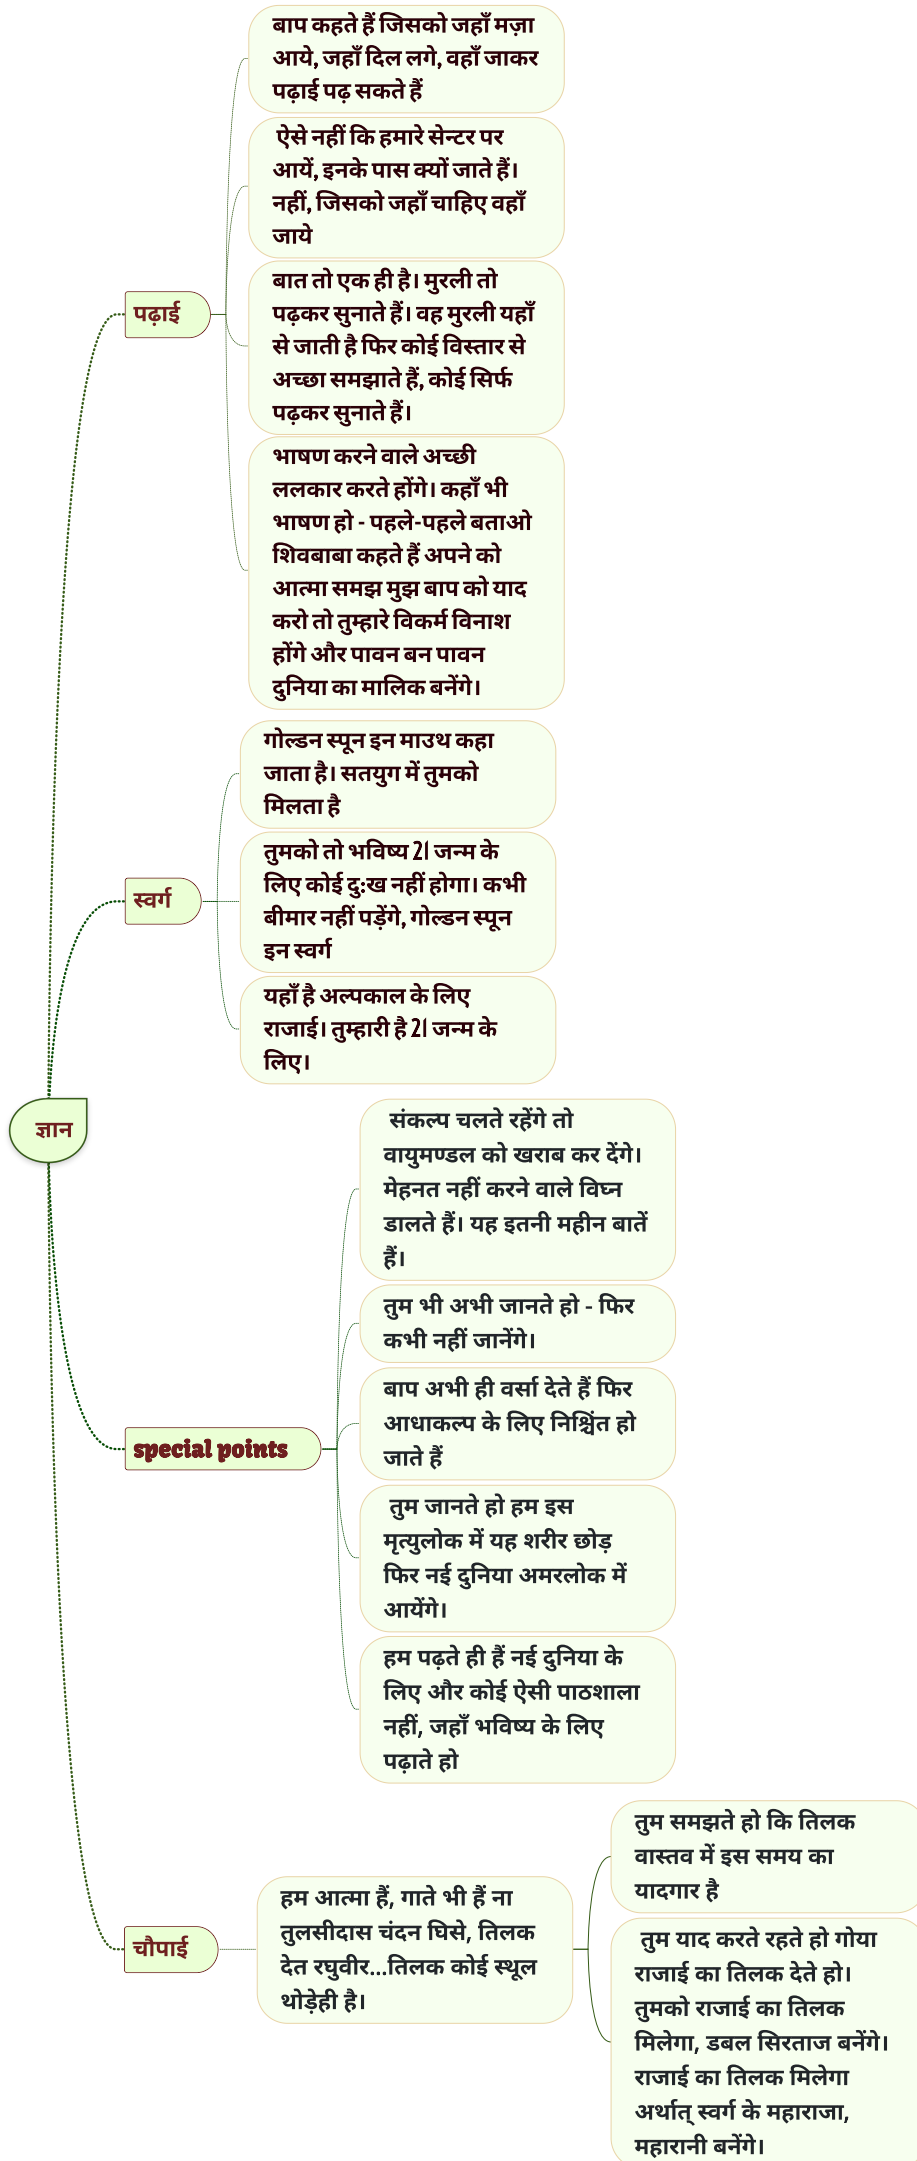 बाप कहते हैं जिसको जहाँ मज़ा
आये, जहाँ दिल लगे, वहाँ जाकर
पढ़ाई पढ़ सकते हैं
ऐसे नहीं कि हमारे सेन्टर पर
आयें, इनके पास क्यों जाते हैं।
नहीं, जिसको जहाँ चाहिए वहाँ
जाये
पढ़ाई
बात तो एक ही है। मुरली तो
पढ़कर सुनाते हैं। वह मुरली यहाँ
से जाती है फिर कोई विस्तार से
अच्छा समझाते हैं, कोई सिर्फ
पढ़कर सुनाते हैं।
भाषण करने वाले अच्छी
ललकार करते होंगे। कहाँ भी
भाषण हो - पहले-पहले बताओ
शिवबाबा कहते हैं अपने को
आत्मा समझ मुझ बाप को याद
करो तो तुम्हारे विकर्म विनाश
होंगे और पावन बन पावन
दुनिया का मालिक बनेंगे।
गोल्डन स्पून इन माउथ कहा
जाता है। सतयुग में तुमको
मिलता है
स्वर्ग
तुमको तो भविष्य 21 जन्म के
लिए कोई दु:ख नहीं होगा। कभी
बीमार नहीं पड़ेंगे, गोल्डन स्पून
इन स्वर्ग
यहाँ है अल्पकाल के लिए
राजाई। तुम्हारी है 21 जन्म के
लिए।
ज्ञान
संकल्प चलते रहेंगे तो
वायुमण्डल को खराब कर देंगे।
मेहनत नहीं करने वाले विघ्न
डालते हैं। यह इतनी महीन बातें
हैं।
तुम भी अभी जानते हो - फिर
कभी नहीं जानेंगे।
बाप अभी ही वर्सा देते हैं फिर
आधाकल्प के लिए निश्चिंत हो
जाते हैं
special points
तुम जानते हो हम इस
मृत्युलोक में यह शरीर छोड़
फिर नई दुनिया अमरलोक में
आयेंगे।
हम पढ़ते ही हैं नई दुनिया के
लिए और कोई ऐसी पाठशाला
नहीं, जहाँ भविष्य के लिए
पढ़ाते हो
चौपाई
हम आत्मा हैं, गाते भी हैं ना
तुलसीदास चंदन घिसे, तिलक
देत रघुवीर...तिलक कोई स्थूल
थोड़ेही है।
तुम समझते हो कि तिलक
वास्तव में इस समय का
यादगार है
तुम याद करते रहते हो गोया
राजाई का तिलक देते हो।
तुमको राजाई का तिलक
मिलेगा, डबल सिरताज बनेंगे।
राजाई का तिलक मिलेगा
अर्थात् स्वर्ग के महाराजा,
महारानी बनेंगे।